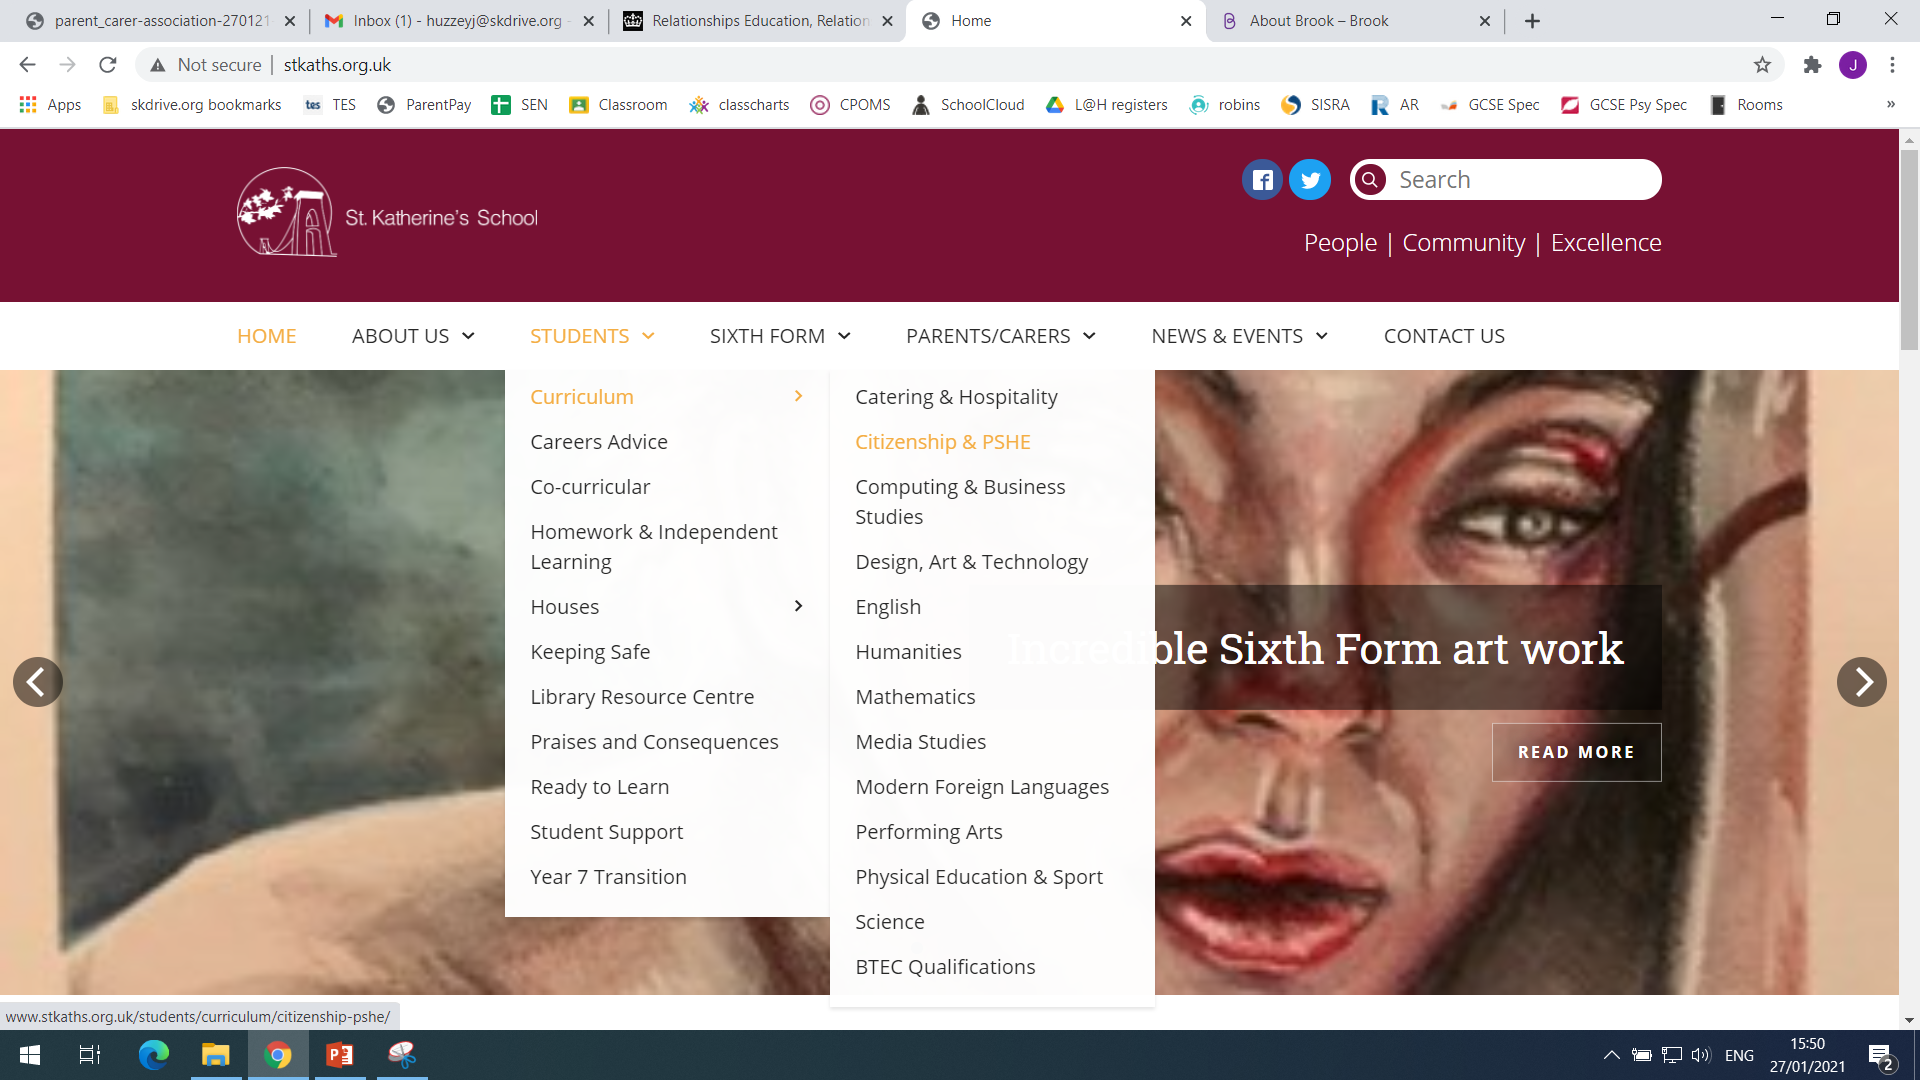 parent_carer-association-270121
Inbox (1) - huzzeyj@skdrive.org -
Relationships Education, Relation
Home
About Brook – Brook
Not secure | stkaths.org.uk
J
Apps
skdrive.org bookmarks
tes TES
ParentPay
SEN
Classroom
classcharts
CPOMS
SchoolCloud
L@H registers
robins
SISRA
AR
GCSE Spec
GCSE Psy Spec
Rooms
»
St. Katherine's School
Search
People | Community | Excellence
HOME
ABOUT US
STUDENTS
SIXTH FORM
PARENTS/CARERS
NEWS & EVENTS
CONTACT US
Curriculum
Careers Advice
Co-curricular
Homework & Independent
Learning
Houses
Keeping Safe
Library Resource Centre
Praises and Consequences
Ready to Learn
Student Support
Year 7 Transition
Catering & Hospitality
Citizenship & PSHE
Computing & Business
Studies
Design, Art & Technology
English
Humanities
Mathematics
Media Studies
Modern Foreign Languages
Performing Arts
Physical Education & Sport
Science
BTEC Qualifications
Incredible Sixth Form art work
READ MORE
www.stkaths.org.uk/students/curriculum/citizenship-pshe/
ENG
15:50
27/01/2021
2